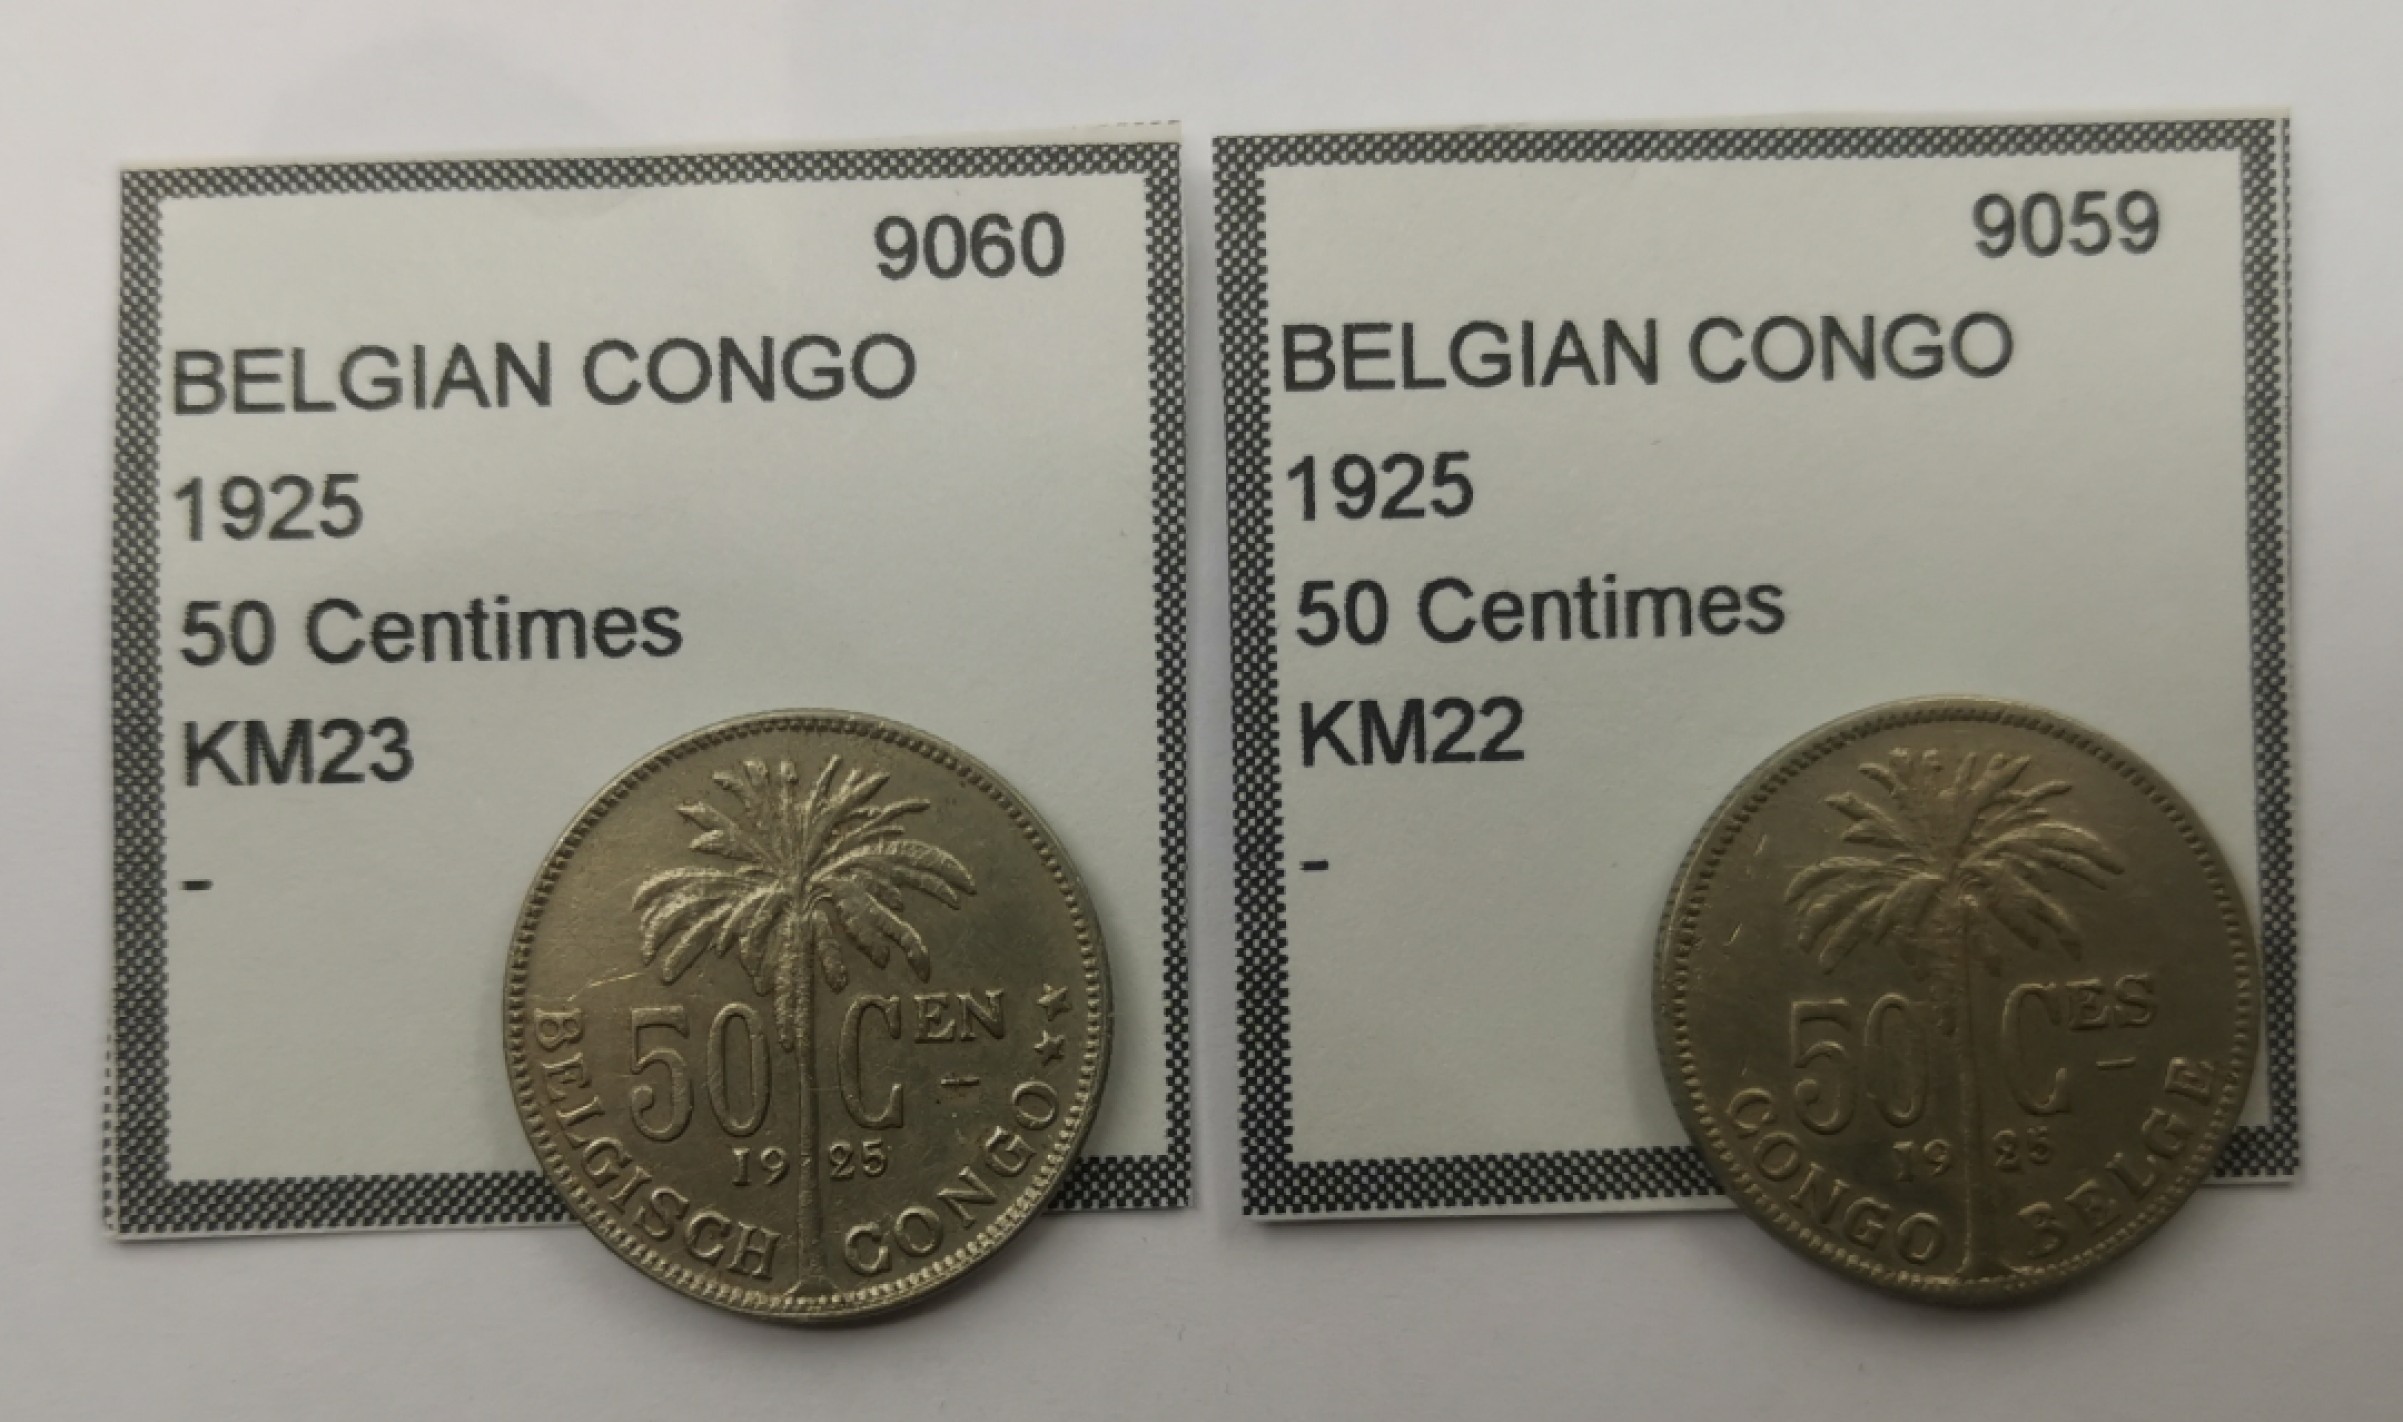 9060
BELGIAN CONGO
1925
50 Centimes
KM23
-
50 CEN
1925
BELGISCH CONGO
9059
BELGIAN CONGO
1925
50 Centimes
KM22
-
50 CES
1925
CONGO BELGE